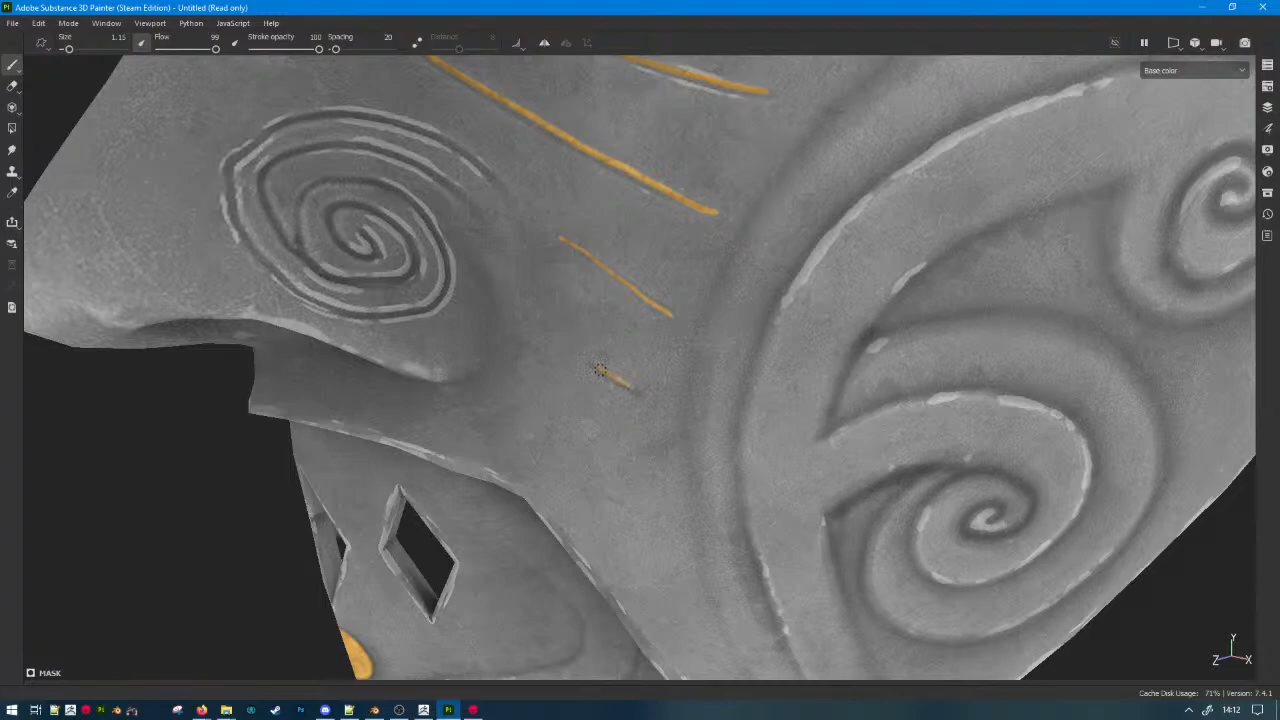 Adobe Substance 3D Painter (Steam Edition) - Untitled (Read only)
File Edit Mode Window Viewport Python JavaScript Help
Size 1.15 Flow 99 Stroke opacity 100 Spacing 20 Distance 8
Base color
Y
Z X
MASK
Cache Disk Usage: 71% | Version: 7.4.1
14:12